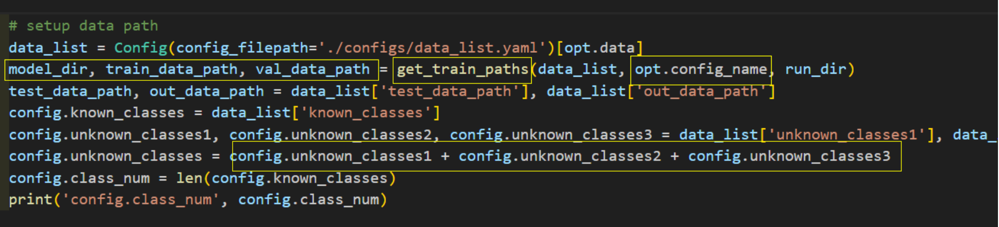 # setup data path
data_list = Config(config_filepath='./configs/data_list.yaml')[opt.data]
model_dir, train_data_path, val_data_path = get_train_paths(data_list, opt.config_name, run_dir)
test_data_path, out_data_path = data_list['test_data_path'], data_list['out_data_path']
config.known_classes = data_list['known_classes']
config.unknown_classes1, config.unknown_classes2, config.unknown_classes3 = data_list['unknown_classes1'], data_
config.unknown_classes = config.unknown_classes1 + config.unknown_classes2 + config.unknown_classes3
config.class_num = len(config.known_classes)
print('config.class_num', config.class_num)